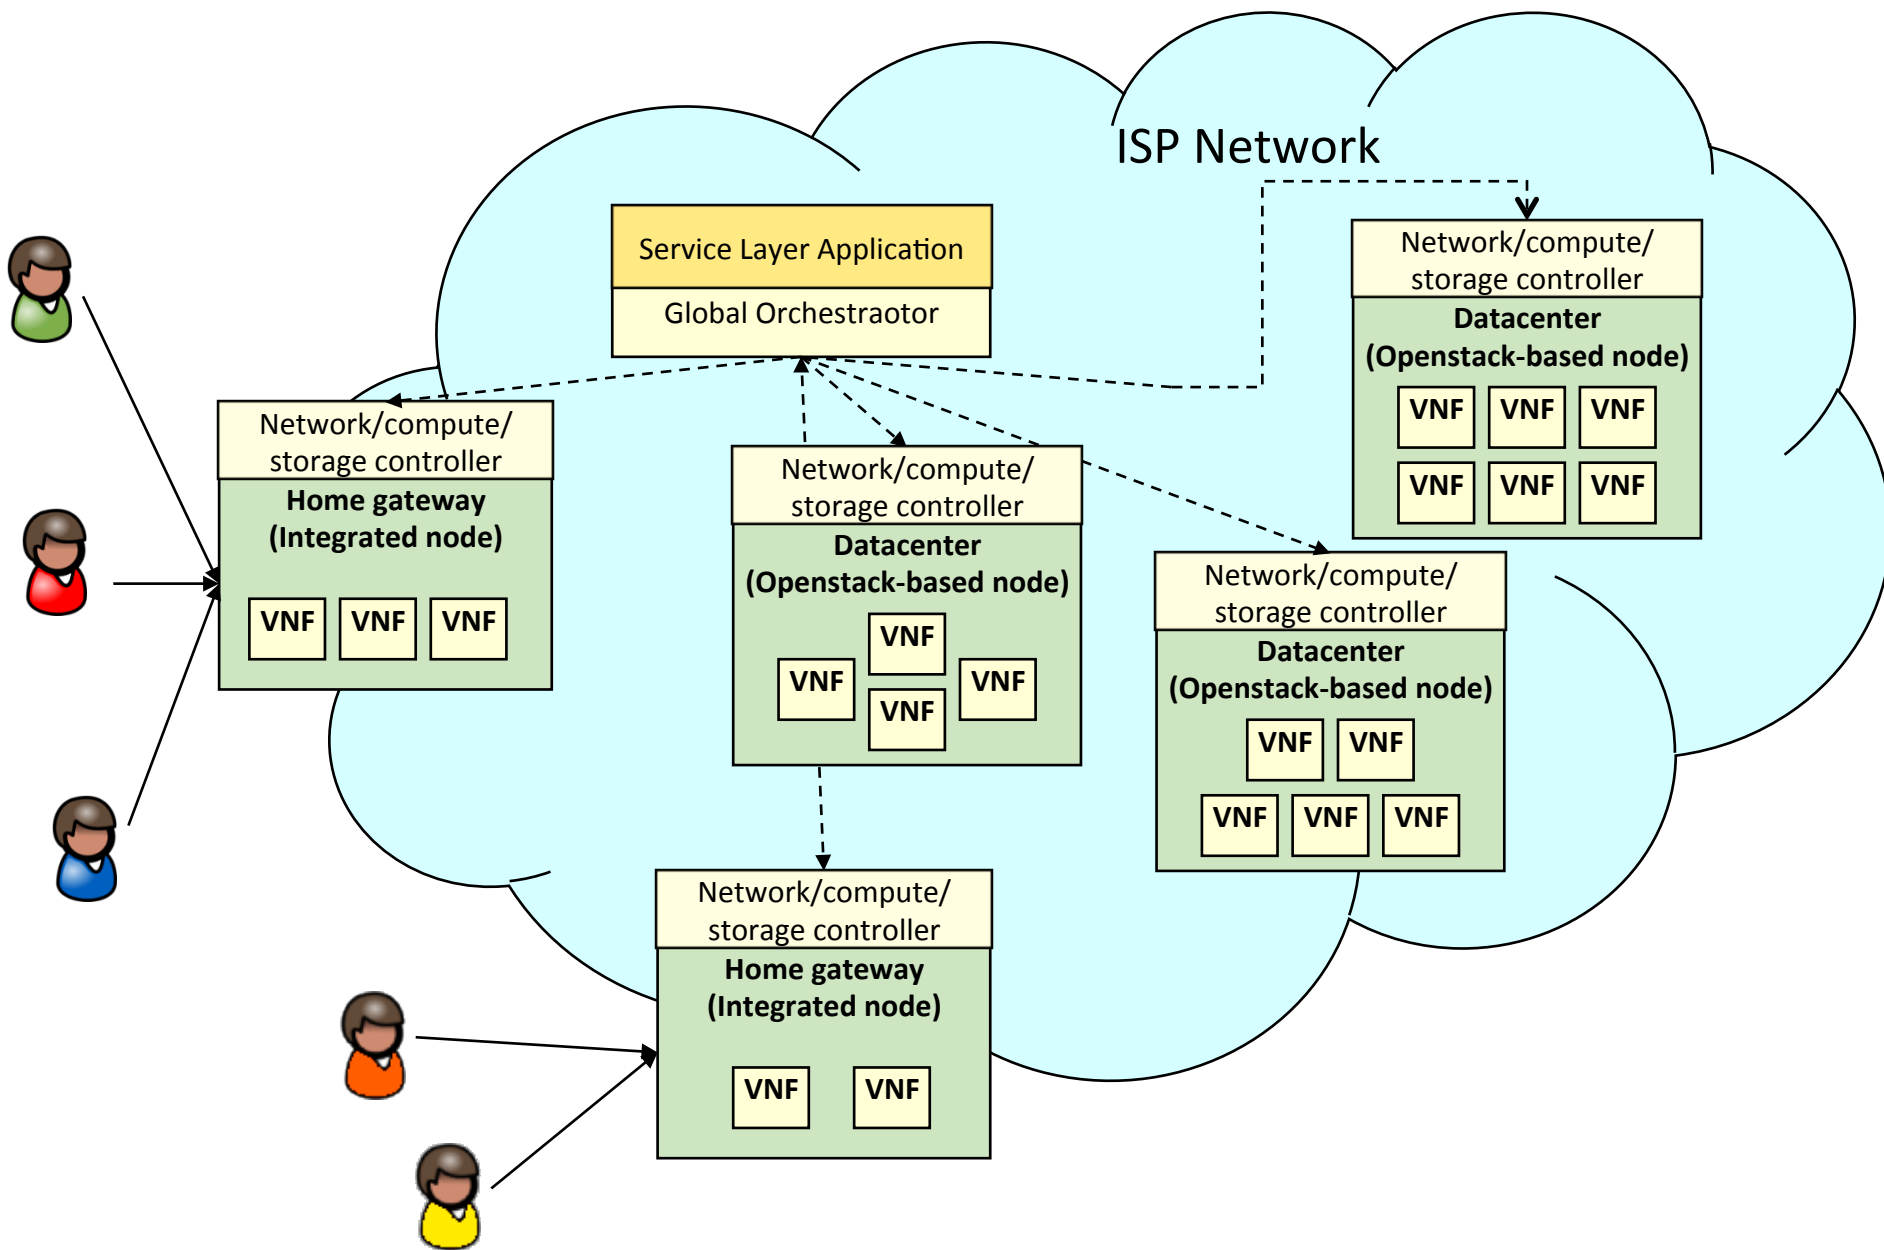 ISP Network
Service Layer Application
Global Orchestraotor
Network/compute/
storage controller
Datacenter
(Openstack-based node)
VNF VNF VNF
VNF VNF VNF
Network/compute/
storage controller
Home gateway
(Integrated node)
VNF VNF VNF
Network/compute/
storage controller
Datacenter
(Openstack-based node)
VNF
VNF VNF
VNF
Network/compute/
storage controller
Datacenter
(Openstack-based node)
VNF VNF
VNF VNF VNF
Network/compute/
storage controller
Home gateway
(Integrated node)
VNF VNF